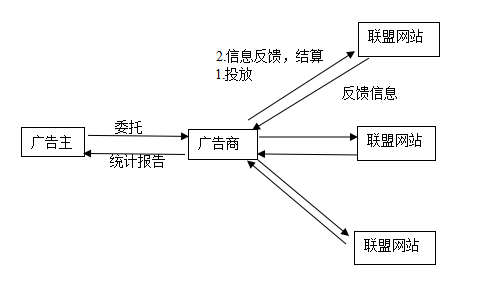 联盟网站
2.信息反馈，结算
1.投放
反馈信息
委托
广告主
广告商
联盟网站
统计报告
联盟网站